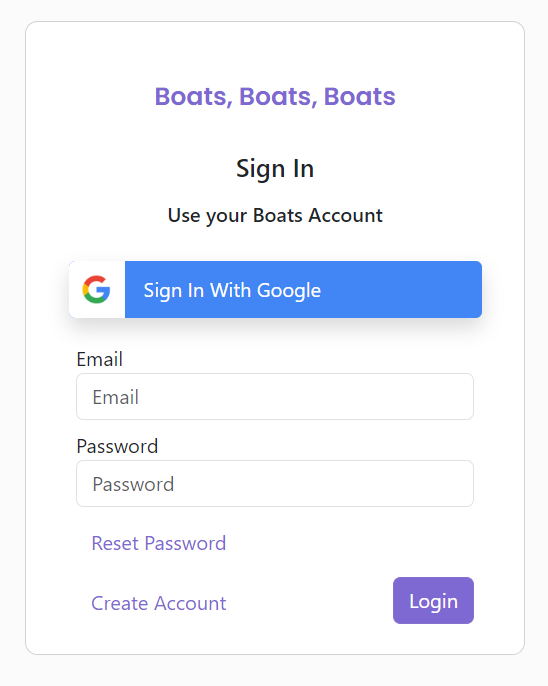 Boats, Boats, Boats
Sign In
Use your Boats Account
Sign In With Google
Email
Email
Password
Password
Reset Password
Create Account
Login